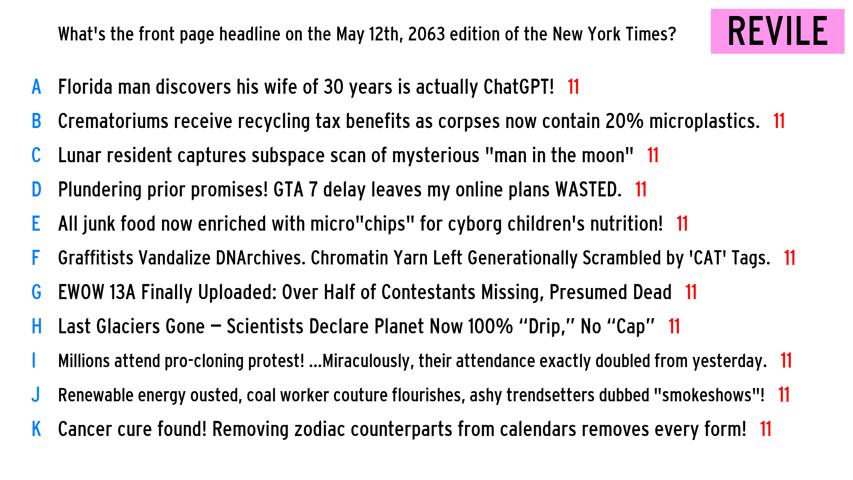 What's the front page headline on the May 12th, 2063 edition of the New York Times?
REVILE
A Florida man discovers his wife of 30 years is actually ChatGPT! 11
B Crematoriums receive recycling tax benefits as corpses now contain 20% microplastics. 11
C Lunar resident captures subspace scan of mysterious "man in the moon" 11
D Plundering prior promises! GTA 7 delay leaves my online plans WASTED. 11
E All junk food now enriched with micro"chips" for cyborg children's nutrition! 11
F Graffitists Vandalize DNArchives. Chromatin Yarn Left Generationally Scrambled by 'CAT' Tags. 11
G EWOW 13A Finally Uploaded: Over Half of Contestants Missing, Presumed Dead 11
H Last Glaciers Gone – Scientists Declare Planet Now 100% “Drip,” No “Cap” 11
I Millions attend pro-cloning protest! ...Miraculously, their attendance exactly doubled from yesterday. 11
J Renewable energy ousted, coal worker couture flourishes, ashy trendsetters dubbed "smokeshows"! 11
K Cancer cure found! Removing zodiac counterparts from calendars removes every form! 11